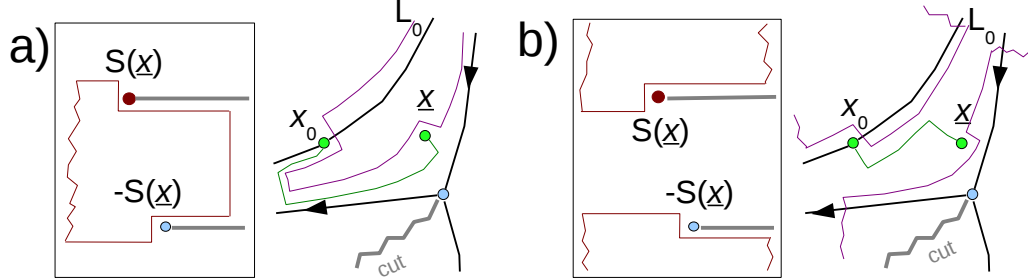 a)
S(x)
-S(x)
L₀
x₀
x
cut
b)
S(x)
-S(x)
L₀
x₀
x
cut